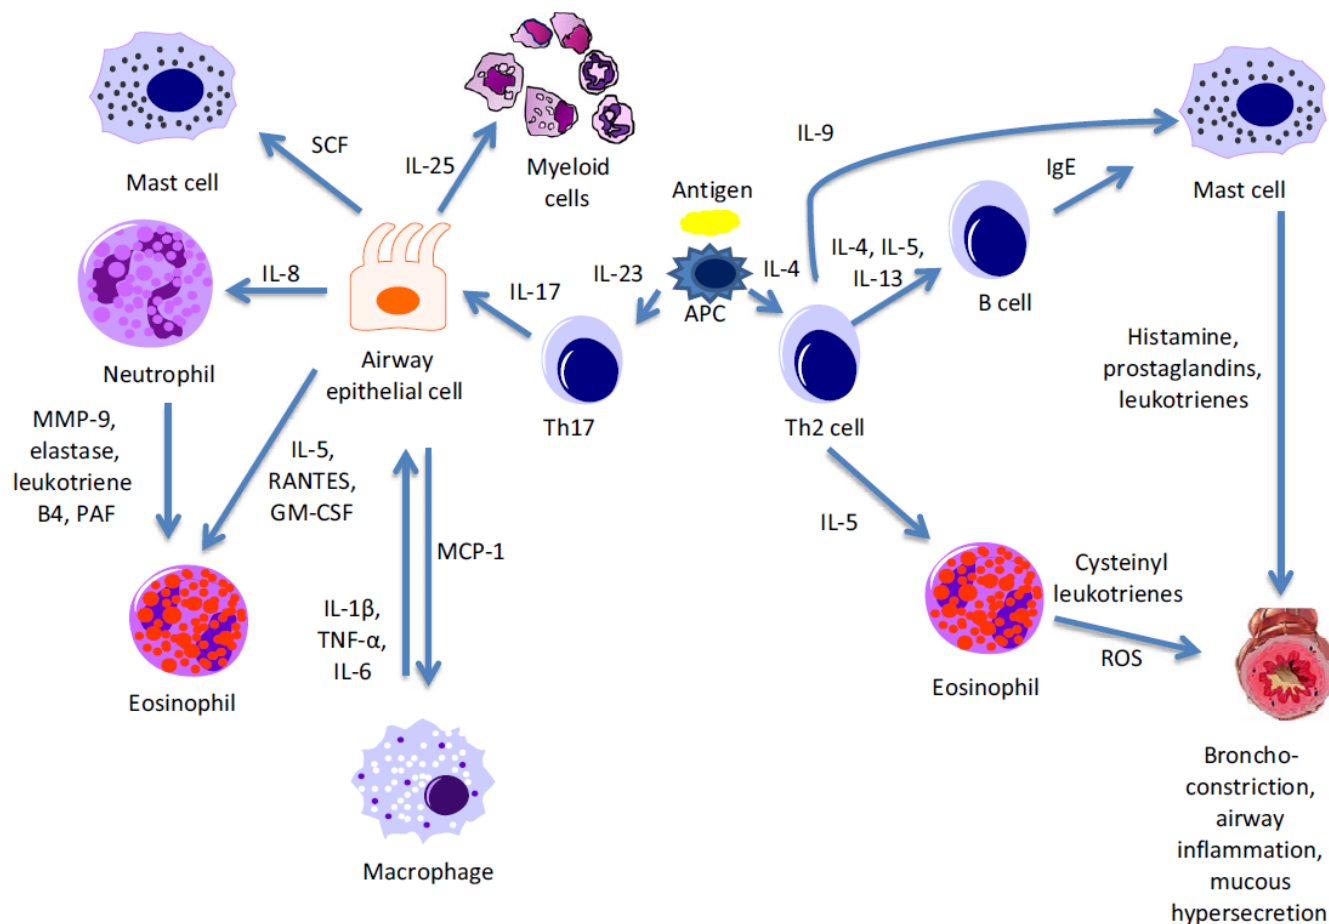 SCF
Mast cell
IL-25
Myeloid
cells
IL-8
Neutrophil
Airway
epithelial cell
IL-17
Th17
IL-23
Antigen
APC
IL-4
IL-9
IL-4, IL-5,
IL-13
Th2 cell
B cell
IgE
Mast cell
Histamine,
prostaglandins,
leukotrienes
MMP-9,
elastase,
leukotriene
B4, PAF
IL-5,
RANTES,
GM-CSF
Eosinophil
IL-1β,
TNF-α,
IL-6
MCP-1
Macrophage
IL-5
Eosinophil
Cysteinyl
leukotrienes
ROS
Broncho-
constriction,
airway
inflammation,
mucous
hypersecretion